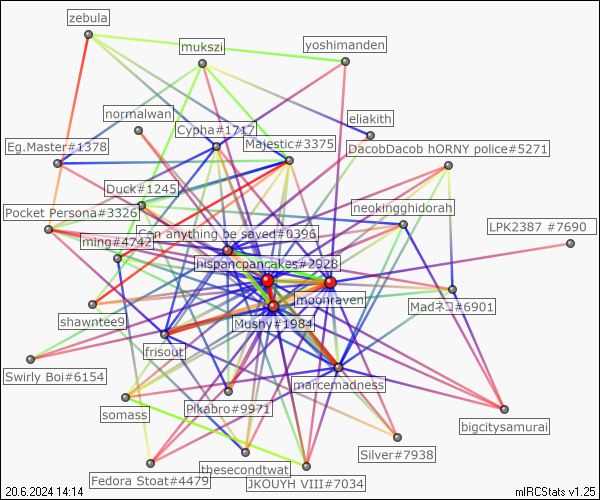 zebula
mukszi
yoshimanden
normalwan
eliakith
Cypha#1717
Eg.Master#1378
Majestic#3375
DacobDacob hORNY police#5271
Duck#1245
Pocket Persona#3326
neokingghidorah
LPK2387 #7690
Can anything be saved#0396
ming#4742
hispancpancakes#2928
moonraven
Madネコ#6901
shawntee9
Mushy#1984
frisout
Swirly Boi#6154
marcemadness
somass
Pikabro#9971
bigcitysamurai
Silver#7938
thesecondtwat
Fedora Stoat#4479
JKOUYH VIII#7034
20.6.2024 14:14
mIRCStats v1.25